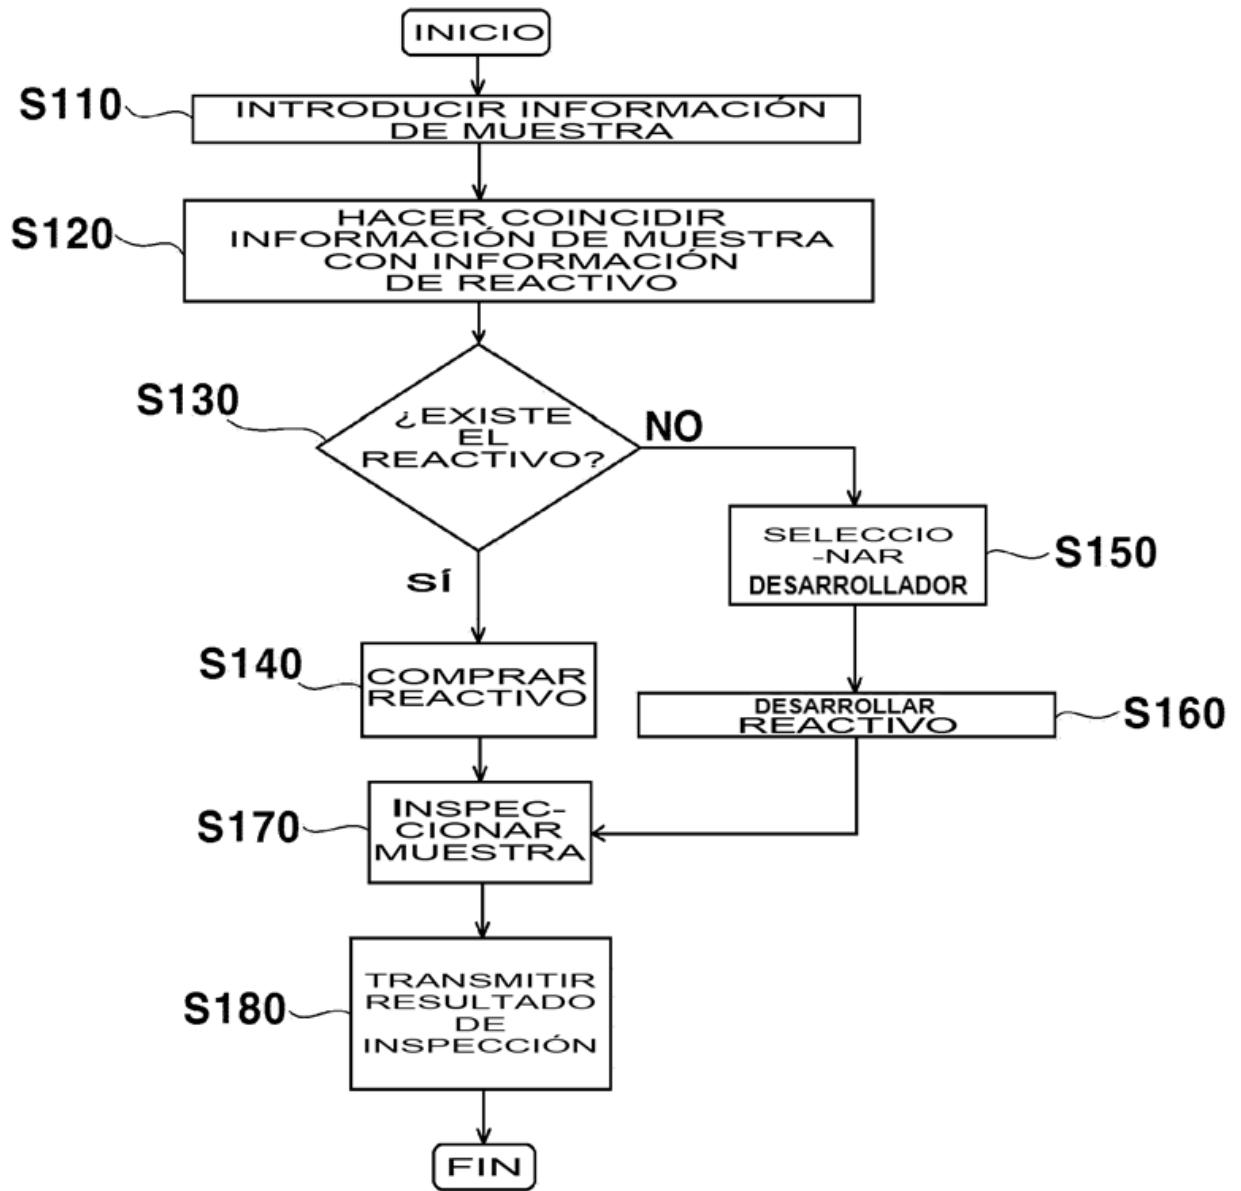 INICIO
S110
INTRODUCIR INFORMACIÓN
DE MUESTRA
S120
HACER COINCIDIR
INFORMACIÓN DE MUESTRA
CON INFORMACIÓN
DE REACTIVO
S130
¿EXISTE
EL
REACTIVO?
NO
SÍ
SELECCIO
-NAR
DESARROLLADOR
S150
S140
COMPRAR
REACTIVO
DESARROLLAR
REACTIVO
S160
S170
INSPEC-
CIONAR
MUESTRA
S180
TRANSMITIR
RESULTADO
DE
INSPECCIÓN
FIN